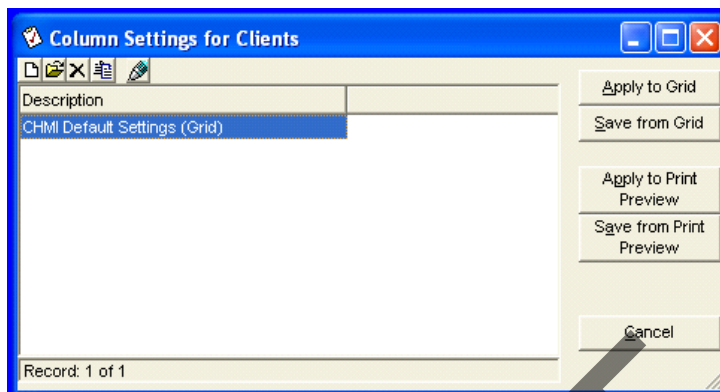 Column Settings for Clients
Description
CHMI Default Settings (Grid)
Record: 1 of 1
Apply to Grid
Save from Grid
Apply to Print
Preview
Save from Print
Preview
Cancel